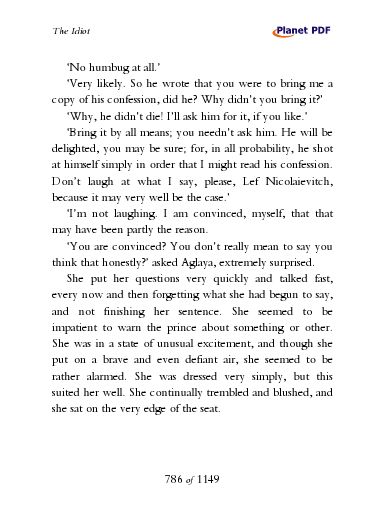 The Idiot
Planet PDF
‘No humbug at all.’
‘Very likely. So he wrote that you were to bring me a
copy of his confession, did he? Why didn’t you bring it?’
‘Why, he didn’t die! I’ll ask him for it, if you like.’
‘Bring it by all means; you needn’t ask him. He will be
delighted, you may be sure; for, in all probability, he shot
at himself simply in order that I might read his confession.
Don’t laugh at what I say, please, Lef Nicolaievitch,
because it may very well be the case.’
‘I’m not laughing. I am convinced, myself, that that
may have been partly the reason.
‘You are convinced? You don’t really mean to say you
think that honestly?’ asked Aglaya, extremely surprised.
She put her questions very quickly and talked fast,
every now and then forgetting what she had begun to say,
and not finishing her sentence. She seemed to be
impatient to warn the prince about something or other.
She was in a state of unusual excitement, and though she
put on a brave and even defiant air, she seemed to be
rather alarmed. She was dressed very simply, but this
suited her well. She continually trembled and blushed, and
she sat on the very edge of the seat.
786 of 1149